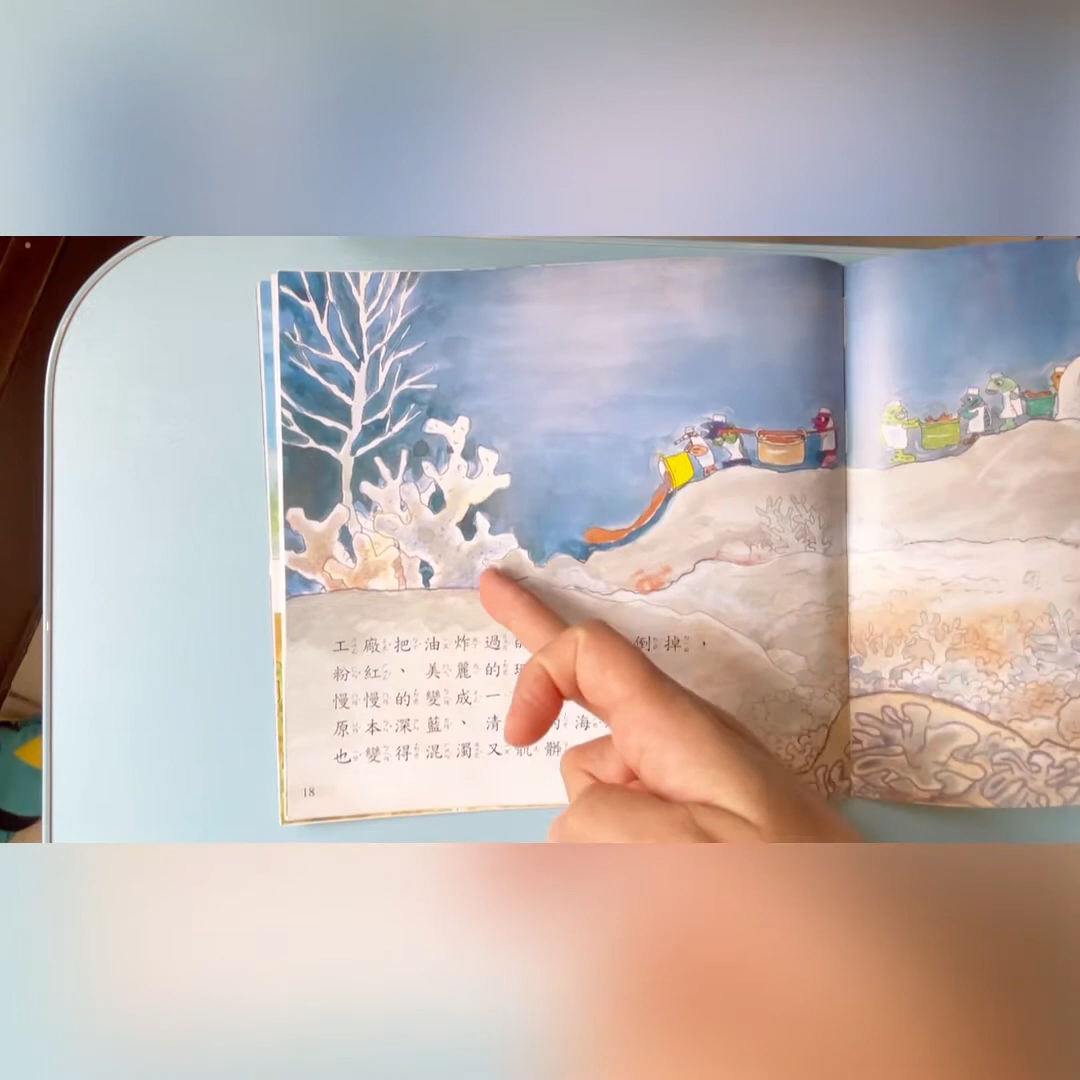 工廠把油炸過 倒掉，
粉紅、美麗的
慢慢的變成一
原本深藍、清 的海
也變得混濁又骯髒
18